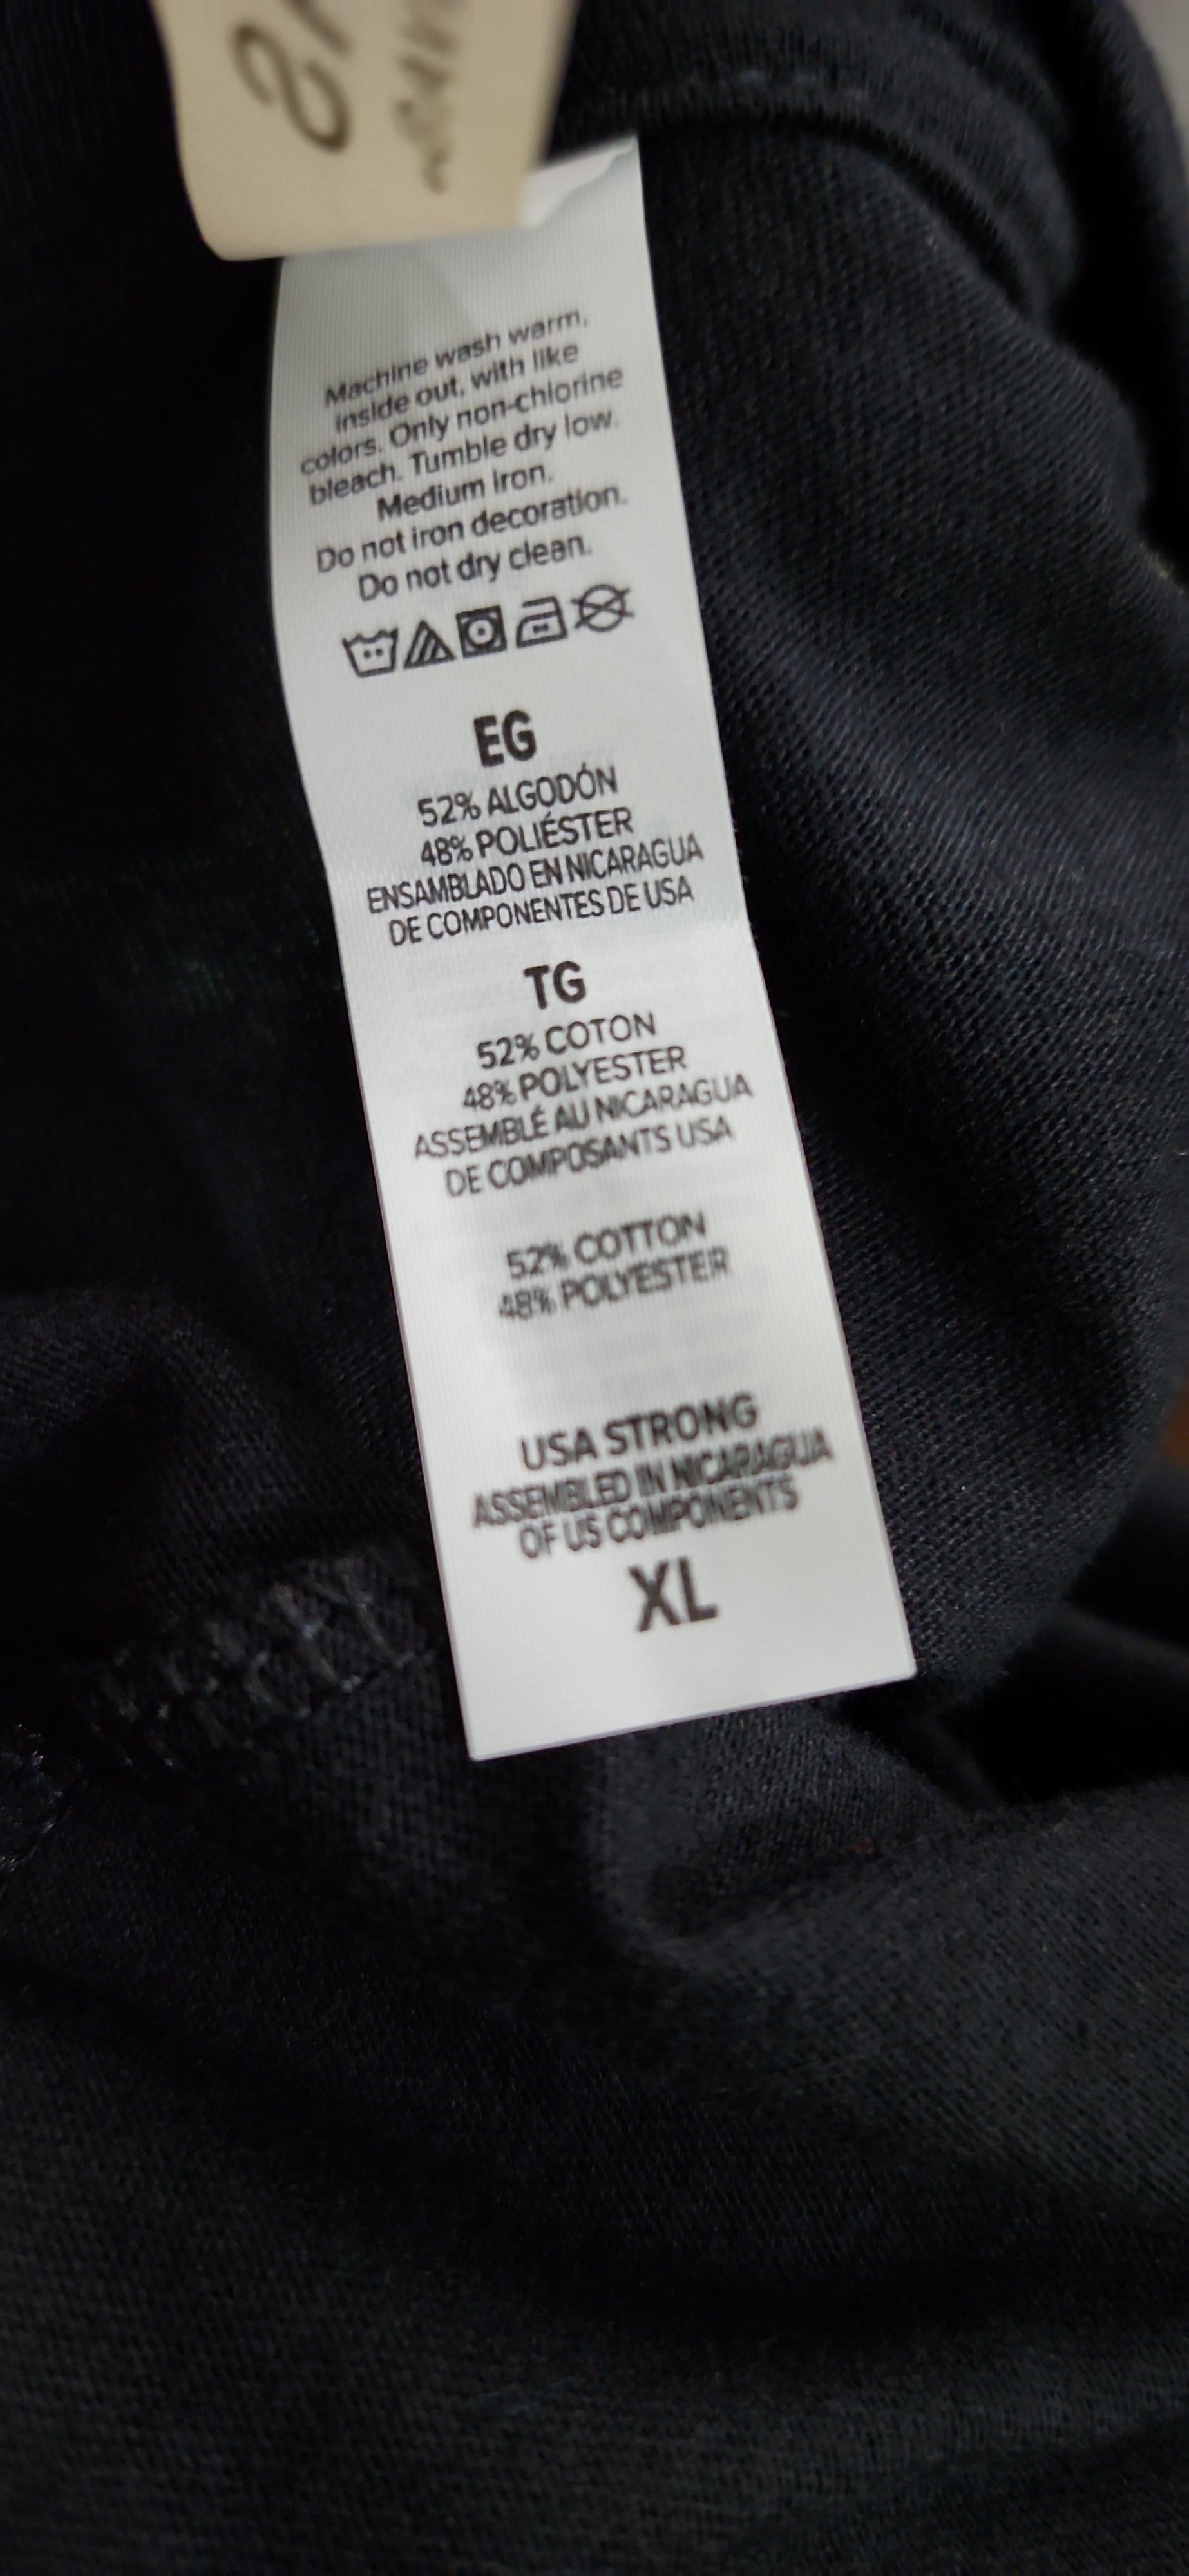 Machine wash warm,
inside out, with like
colors. Only non-chlorine
bleach. Tumble dry low.
Medium iron.
Do not iron decoration.
Do not dry clean.
EG
52% ALGODÓN
48% POLIÉSTER
ENSAMBLADO EN NICARAGUA
DE COMPONENTES DE USA
TG
52% COTON
48% POLYESTER
ASSEMBLÉ AU NICARAGUA
DE COMPOSANTS USA
52% COTTON
48% POLYESTER
USA STRONG
ASSEMBLED IN NICARAGUA
OF US COMPONENTS
XL